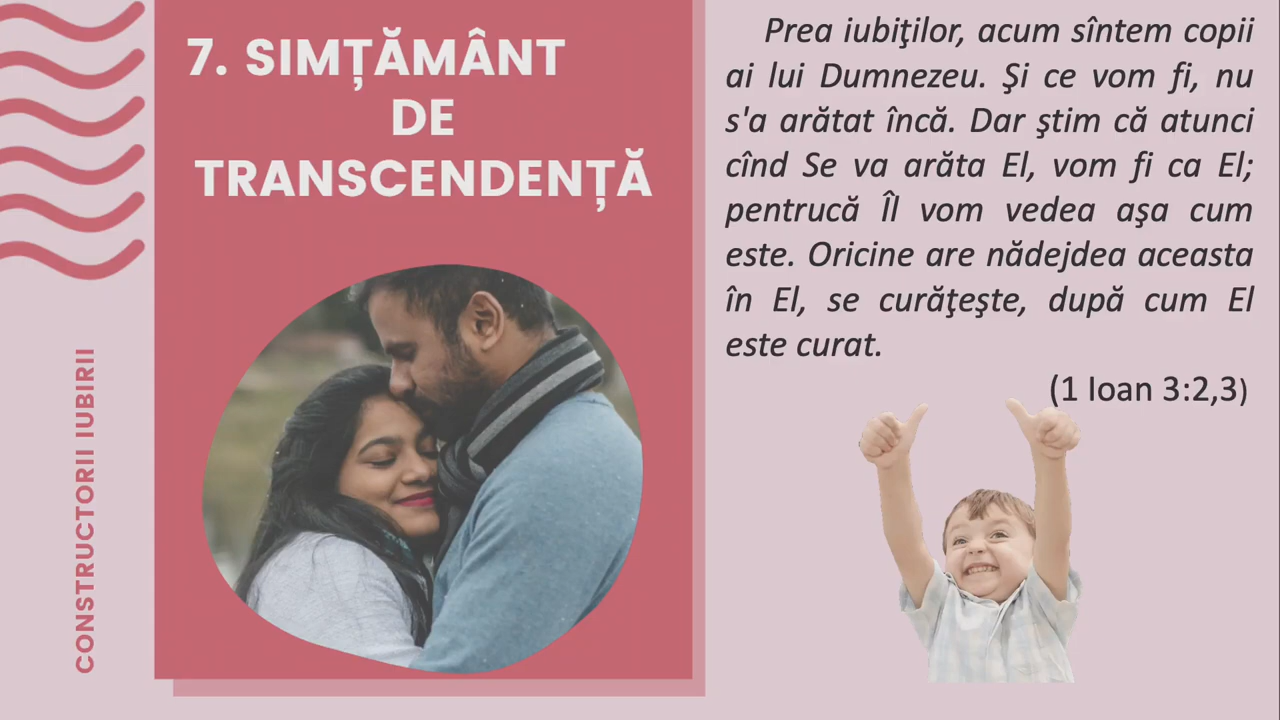 7. SIMȚĂMÂNT
DE
TRANSCENDENȚĂ
CONSTRUCTORII IUBIRII
Prea iubiţilor, acum sîntem copii
ai lui Dumnezeu. Şi ce vom fi, nu
s'a arătat încă. Dar ştim că atunci
cînd Se va arăta El, vom fi ca El;
pentrucă Îl vom vedea aşa cum
este. Oricine are nădejdea aceasta
în El, se curăţeşte, după cum El
este curat.
(1 Ioan 3:2,3)